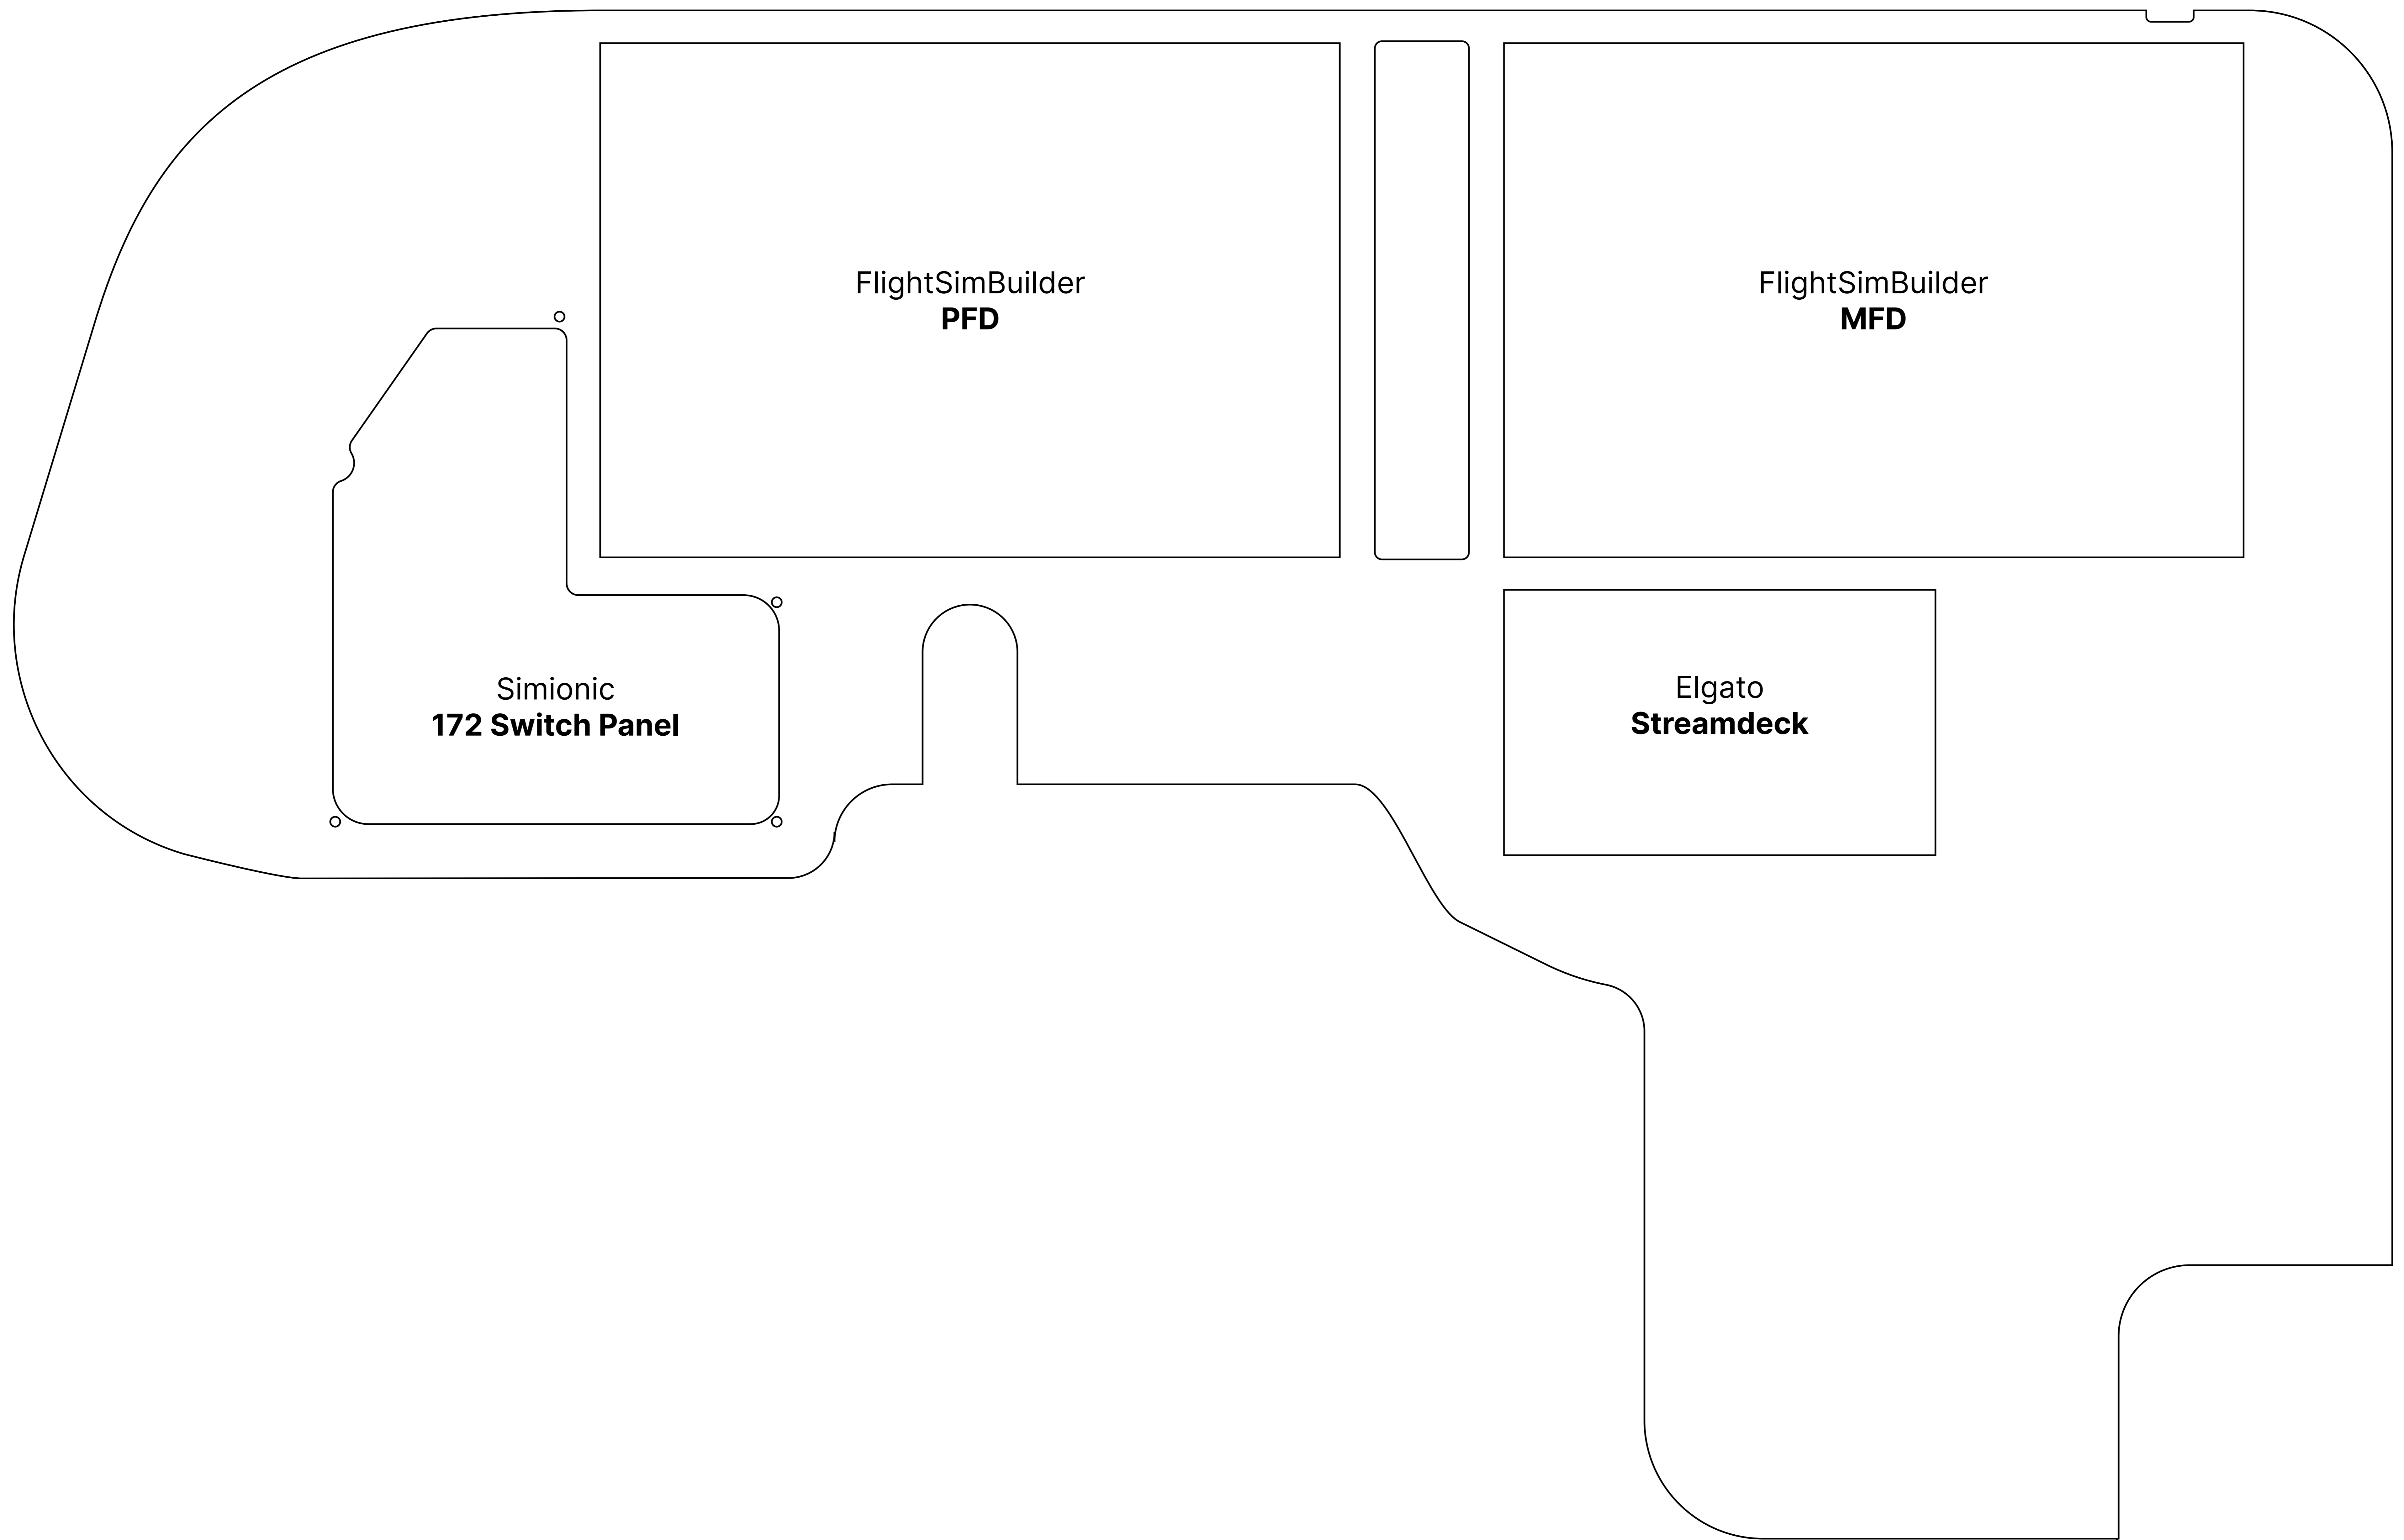 FlightSimBuilder
PFD
FlightSimBuilder
MFD
Simionic
172 Switch Panel
Elgato
Streamdeck